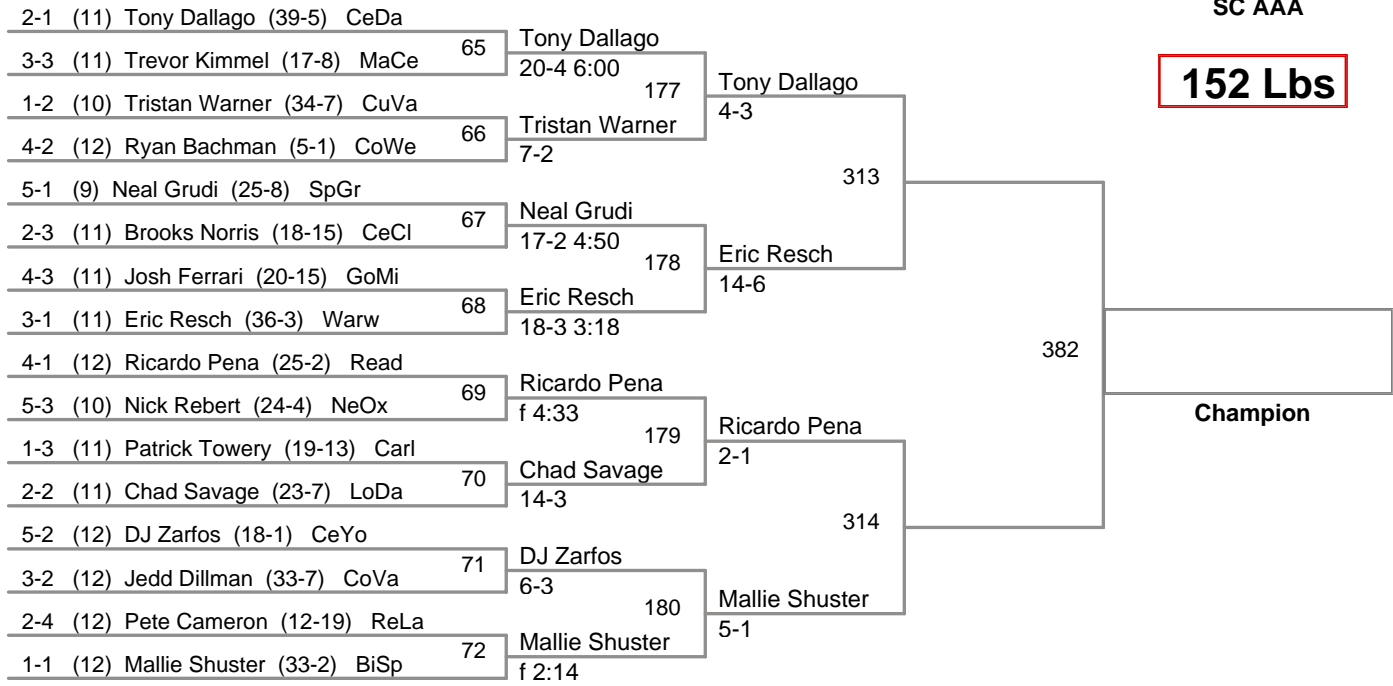 SC AAA
152 Lbs
2-1 (11) Tony Dallago (39-5) CeDa
3-3 (11) Trevor Kimmel (17-8) MaCe
1-2 (10) Tristan Warner (34-7) CuVa
4-2 (12) Ryan Bachman (5-1) CoWe
5-1 (9) Neal Grudi (25-8) SpGr
2-3 (11) Brooks Norris (18-15) CeCl
4-3 (11) Josh Ferrari (20-15) GoMi
3-1 (11) Eric Resch (36-3) Warw
4-1 (12) Ricardo Pena (25-2) Read
5-3 (10) Nick Rebert (24-4) NeOx
1-3 (11) Patrick Towery (19-13) Carl
2-2 (11) Chad Savage (23-7) LoDa
5-2 (12) DJ Zarfos (18-1) CeYo
3-2 (12) Jedd Dillman (33-7) CoVa
2-4 (12) Pete Cameron (12-19) ReLa
1-1 (12) Mallie Shuster (33-2) BiSp
65
66
67
68
69
70
71
72
Tony Dallago
20-4 6:00
Tristan Warner
7-2
Neal Grudi
17-2 4:50
Eric Resch
18-3 3:18
Ricardo Pena
f 4:33
Chad Savage
14-3
DJ Zarfos
6-3
Mallie Shuster
f 2:14
177
178
179
180
Tony Dallago
4-3
Eric Resch
14-6
Ricardo Pena
2-1
Mallie Shuster
5-1
313
314
382
Champion